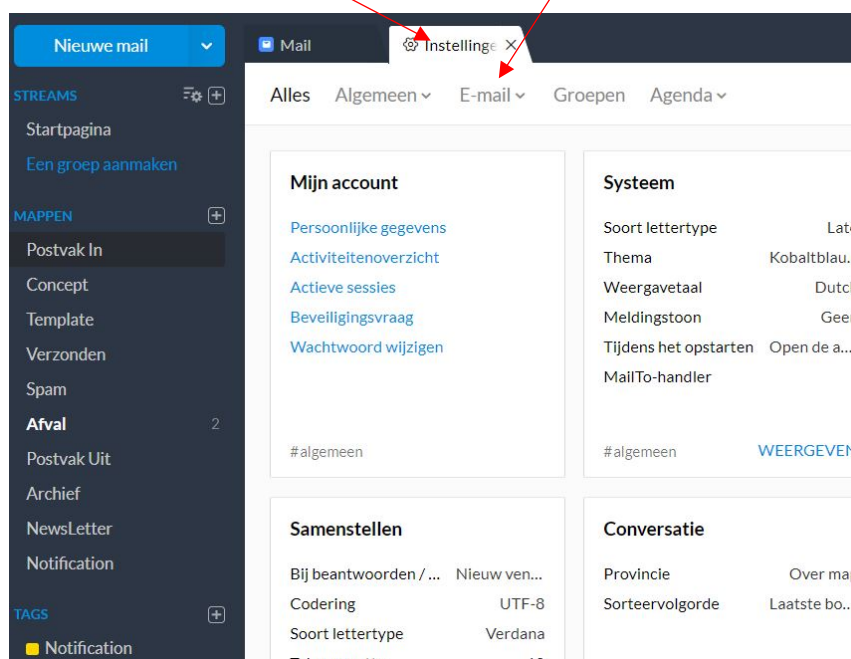 Nieuwe mail
Mail
Instellinge
STREAMS
Startpagina
Een groep aanmaken
MAPPEN
Postvak In
Concept
Template
Verzonden
Spam
Afval 2
Postvak Uit
Archief
NewsLetter
Notification
TAGS
Notification
Alles Algemeen E-mail Groepen Agenda
Mijn account
Persoonlijke gegevens
Activiteitenoverzicht
Actieve sessies
Beveiligingsvraag
Wachtwoord wijzigen
#algemeen
Systeem
Soort lettertype Lat
Thema Kobaltblau...
Weergavetaal Dutc
Meldingstoon Gee
Tijdens het opstarten Open de a...
MailTo-handler
#algemeen WEERGEVEN
Samenstellen
Bij beantwoorden / ... Nieuw ven...
Codering UTF-8
Soort lettertype Verdana
Conversatie
Provincie Over ma
Sorteervolgorde Laatste bo...